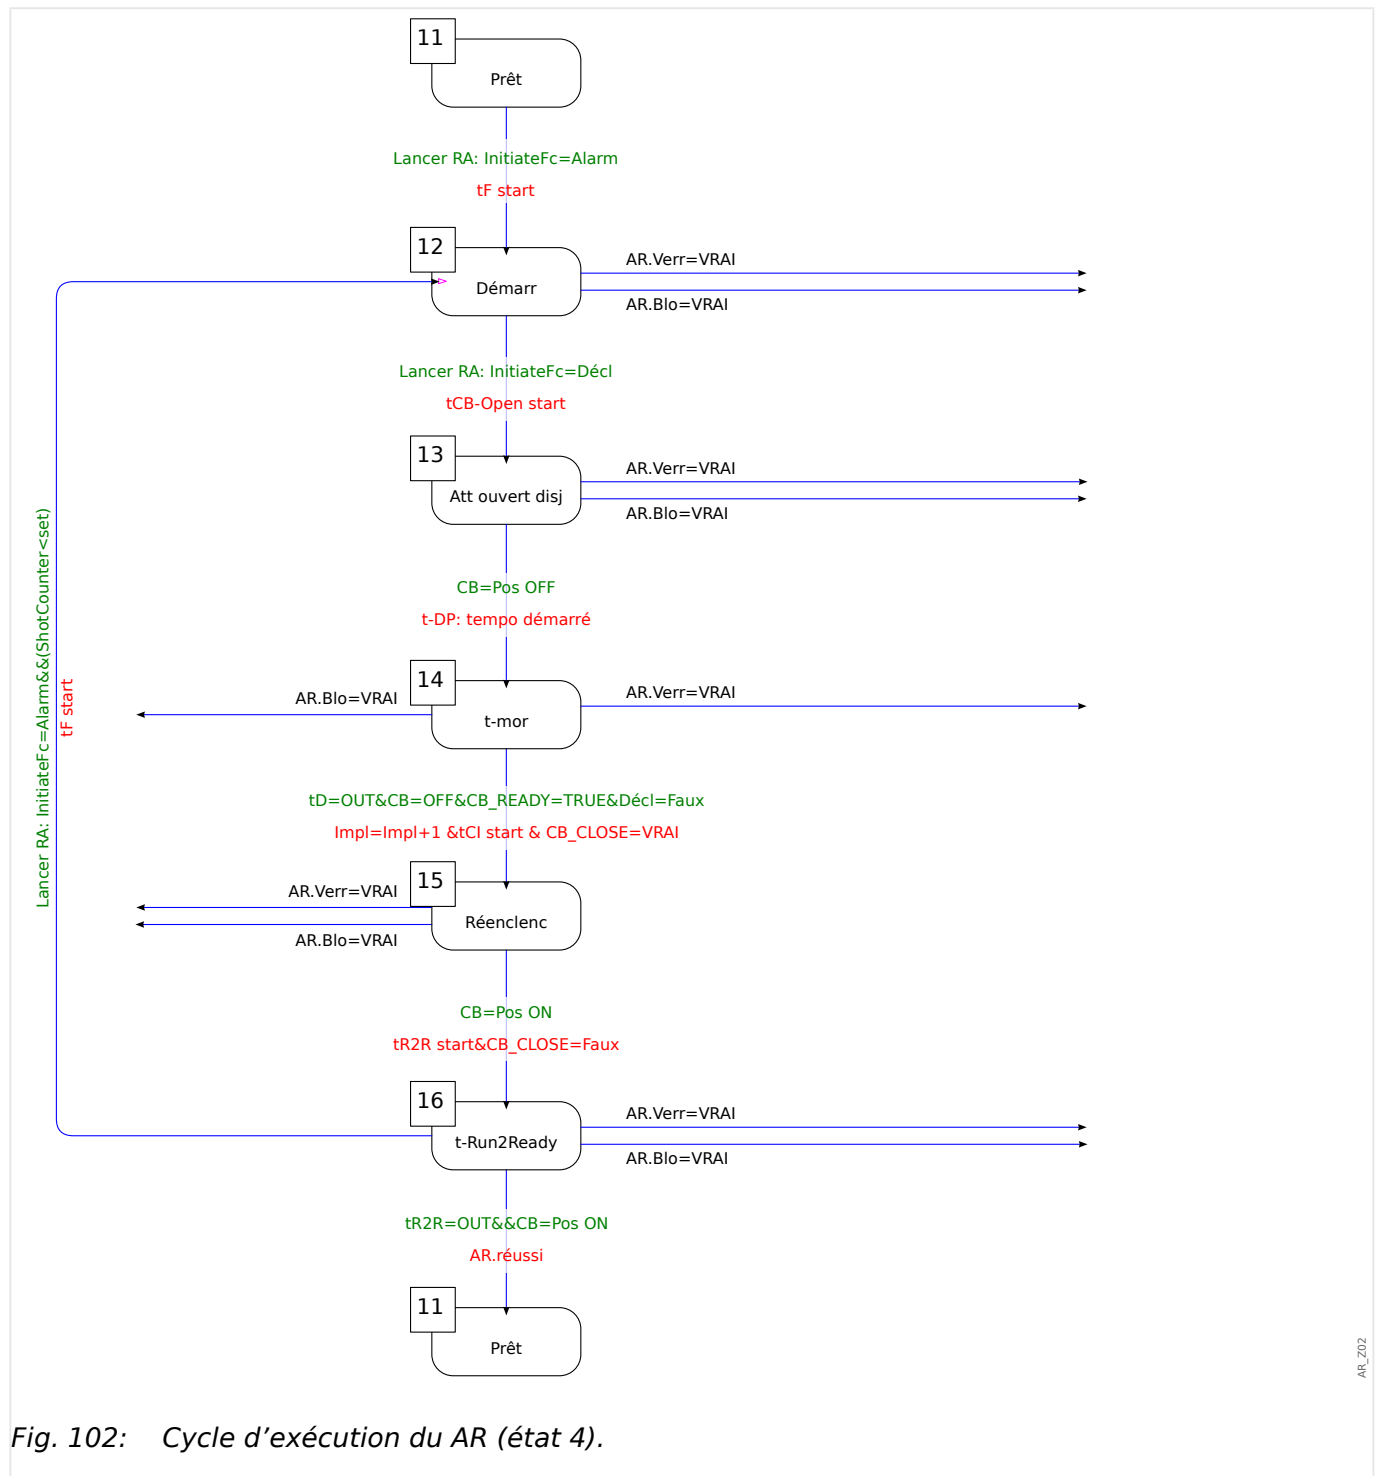 11
Prêt
Lancer RA: InitiateFc=Alarm
tF start
12
Démarr
AR.Verr=VRAI
AR.Blo=VRAI
Lancer RA: InitiateFc=Décl
tCB-Open start
13
Att ouvert disj
AR.Verr=VRAI
AR.Blo=VRAI
CB=Pos OFF
t-DP: tempo démarré
14
t-mor
AR.Blo=VRAI
AR.Verr=VRAI
Lancer RA: InitiateFc=Alarm&&(ShotCounter<set)
tF start
tD=OUT&CB=OFF&CB_READY=TRUE&Décl=Faux
Impl=Impl+1 &tCI start & CB_CLOSE=VRAI
15
Réenclenc
AR.Verr=VRAI
AR.Blo=VRAI
CB=Pos ON
tR2R start&CB_CLOSE=Faux
16
t-Run2Ready
AR.Verr=VRAI
AR.Blo=VRAI
tR2R=OUT&&CB=Pos ON
AR.réussi
11
Prêt
AR_Z02
Fig. 102: Cycle d’exécution du AR (état 4).